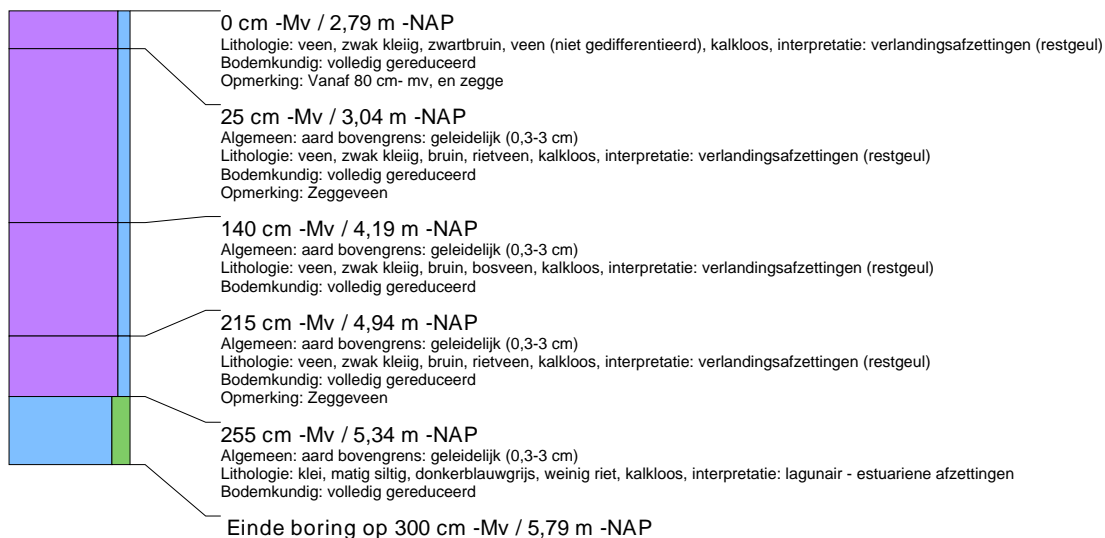 0 cm -Mv / 2,79 m -NAP
Lithologie: veen, zwak kleiig, zwartbruin, veen (niet gedifferentieerd), kalkloos, interpretatie: verlandingsafzettingen (restgeul)
Bodemkundig: volledig gereduceerd
Opmerking: Vanaf 80 cm- mv, en zegge
25 cm -Mv / 3,04 m -NAP
Algemeen: aard bovengrens: geleidelijk (0,3-3 cm)
Lithologie: veen, zwak kleiig, bruin, rietveen, kalkloos, interpretatie: verlandingsafzettingen (restgeul)
Bodemkundig: volledig gereduceerd
Opmerking: Zeggeveen
140 cm -Mv / 4,19 m -NAP
Algemeen: aard bovengrens: geleidelijk (0,3-3 cm)
Lithologie: veen, zwak kleiig, bruin, bosveen, kalkloos, interpretatie: verlandingsafzettingen (restgeul)
Bodemkundig: volledig gereduceerd
215 cm -Mv / 4,94 m -NAP
Algemeen: aard bovengrens: geleidelijk (0,3-3 cm)
Lithologie: veen, zwak kleiig, bruin, rietveen, kalkloos, interpretatie: verlandingsafzettingen (restgeul)
Bodemkundig: volledig gereduceerd
Opmerking: Zeggeveen
255 cm -Mv / 5,34 m -NAP
Algemeen: aard bovengrens: geleidelijk (0,3-3 cm)
Lithologie: klei, matig siltig, donkerblauwgrijs, weinig riet, kalkloos, interpretatie: lagunair - estuariene afzettingen
Bodemkundig: volledig gereduceerd
Einde boring op 300 cm -Mv / 5,79 m -NAP